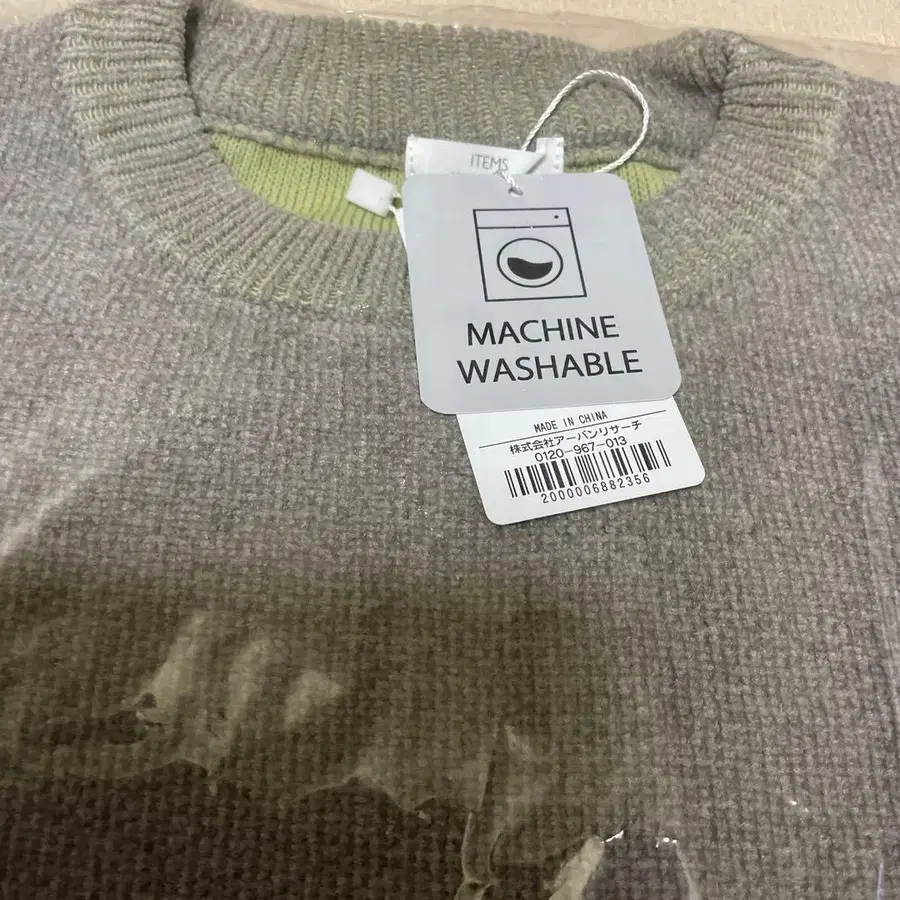 ITEMS
MACHINE
WASHABLE
MADE IN CHINA
株式会社アーバンリサーチ
0120-967-013
2000006882356